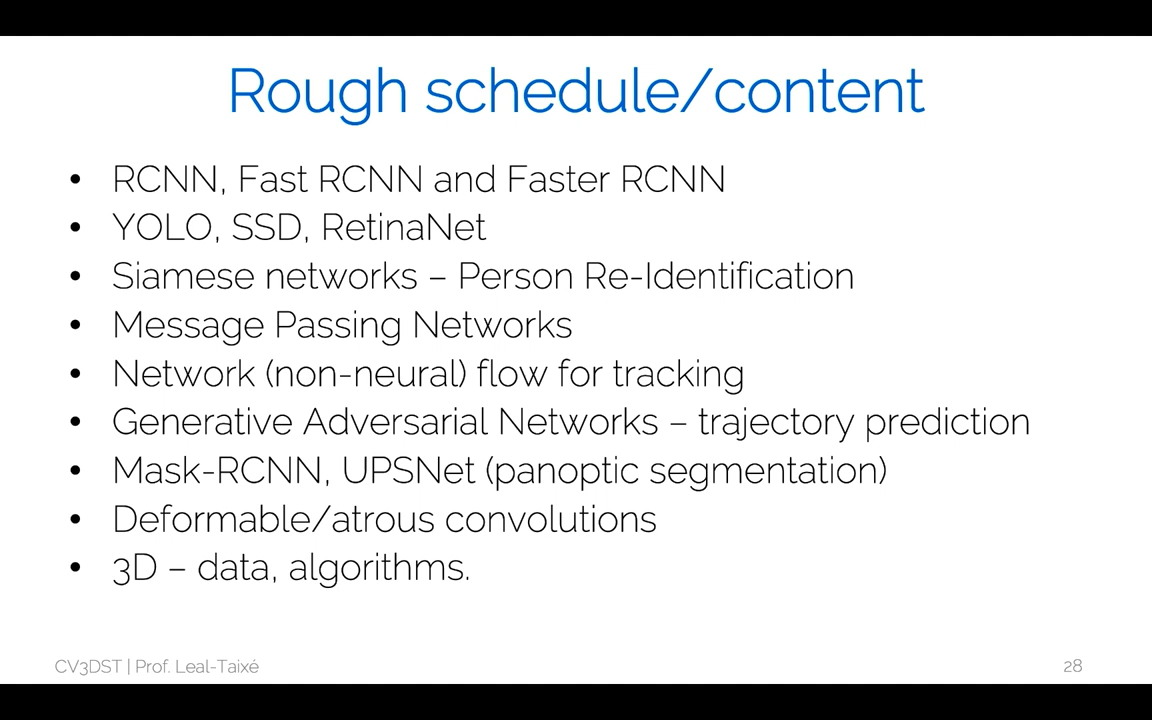 Rough schedule/content
• RCNN, Fast RCNN and Faster RCNN
• YOLO, SSD, RetinaNet
• Siamese networks – Person Re-Identification
• Message Passing Networks
• Network (non-neural) flow for tracking
• Generative Adversarial Networks – trajectory prediction
• Mask-RCNN, UPSNet (panoptic segmentation)
• Deformable/atrous convolutions
• 3D – data, algorithms.
CV3DST | Prof. Leal-Taixé 28